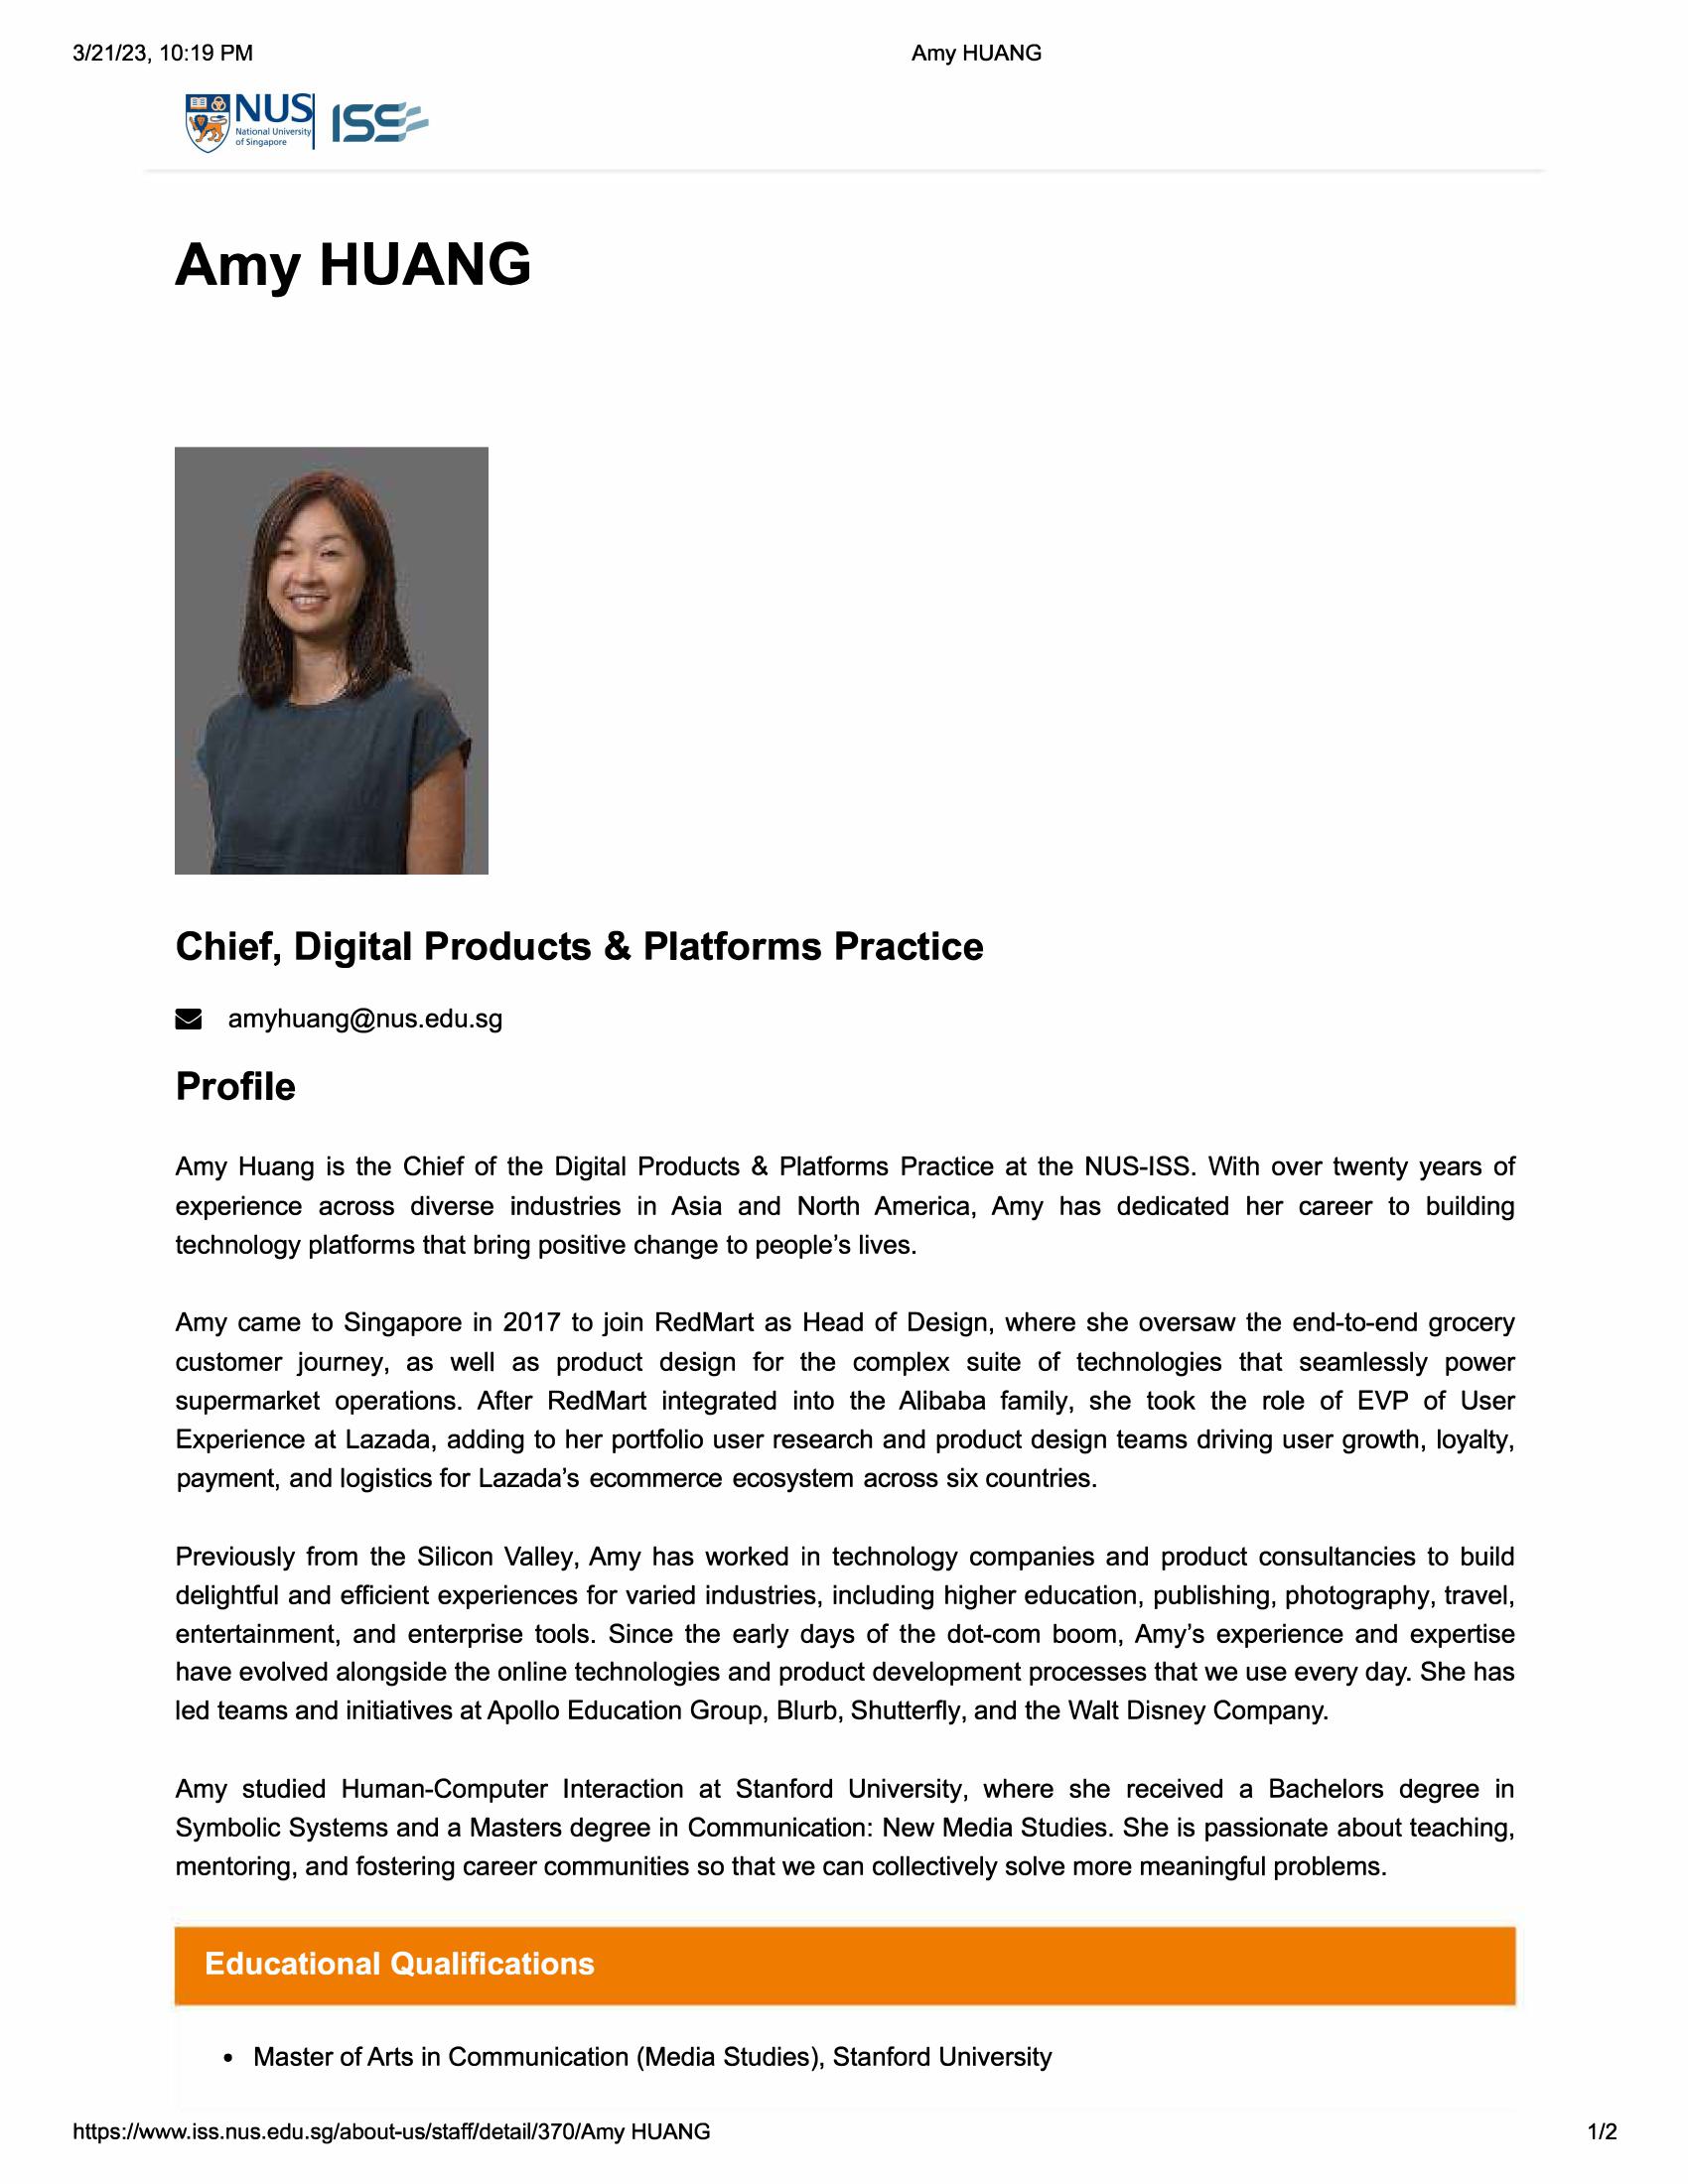 3/21/23, 10:19 PM
Amy HUANG
NUS
National University
of Singapore
ISS
Amy HUANG
Chief, Digital Products & Platforms Practice
amyhuang@nus.edu.sg
Profile
Amy Huang is the Chief of the Digital Products & Platforms Practice at the NUS-ISS. With over twenty years of
experience across diverse industries in Asia and North America, Amy has dedicated her career to building
technology platforms that bring positive change to people’s lives.
Amy came to Singapore in 2017 to join RedMart as Head of Design, where she oversaw the end-to-end grocery
customer journey, as well as product design for the complex suite of technologies that seamlessly power
supermarket operations. After RedMart integrated into the Alibaba family, she took the role of EVP of User
Experience at Lazada, adding to her portfolio user research and product design teams driving user growth, loyalty,
payment, and logistics for Lazada’s ecommerce ecosystem across six countries.
Previously from the Silicon Valley, Amy has worked in technology companies and product consultancies to build
delightful and efficient experiences for varied industries, including higher education, publishing, photography, travel,
entertainment, and enterprise tools. Since the early days of the dot-com boom, Amy’s experience and expertise
have evolved alongside the online technologies and product development processes that we use every day. She has
led teams and initiatives at Apollo Education Group, Blurb, Shutterfly, and the Walt Disney Company.
Amy studied Human-Computer Interaction at Stanford University, where she received a Bachelors degree in
Symbolic Systems and a Masters degree in Communication: New Media Studies. She is passionate about teaching,
mentoring, and fostering career communities so that we can collectively solve more meaningful problems.
Educational Qualifications
• Master of Arts in Communication (Media Studies), Stanford University
https://www.iss.nus.edu.sg/about-us/staff/detail/370/Amy HUANG
1/2